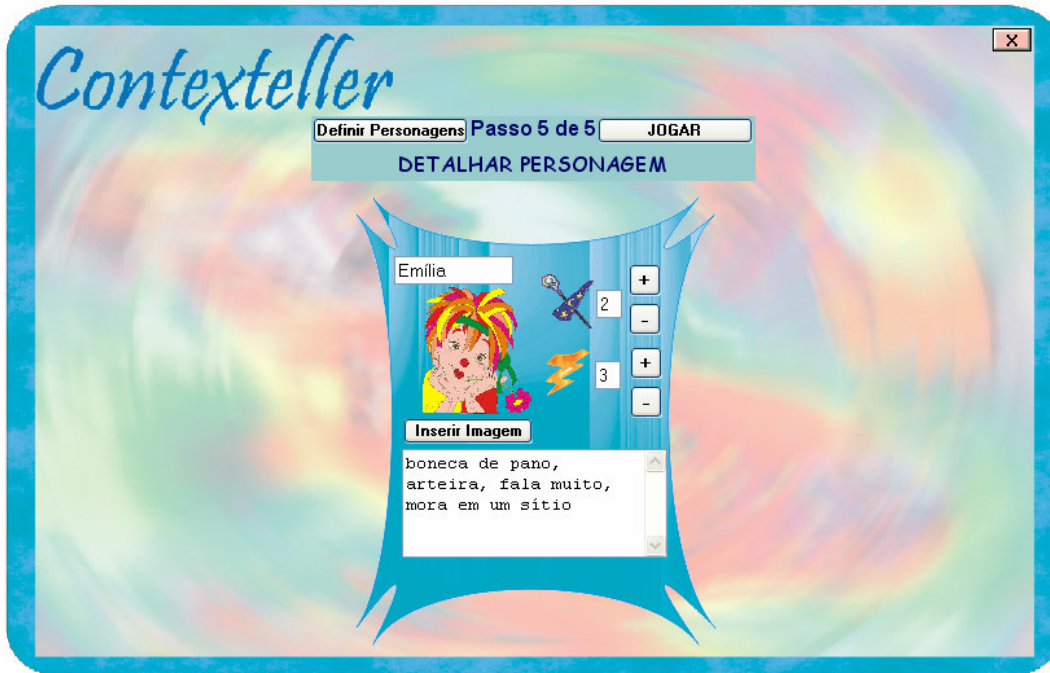 X
Contexteller
Definir Personagens Passo 5 de 5 JOGAR
DETALHAR PERSONAGEM
Emília
+
2
-
+
3
-
Inserir Imagem
boneca de pano,
arteira, fala muito,
mora em um sítio